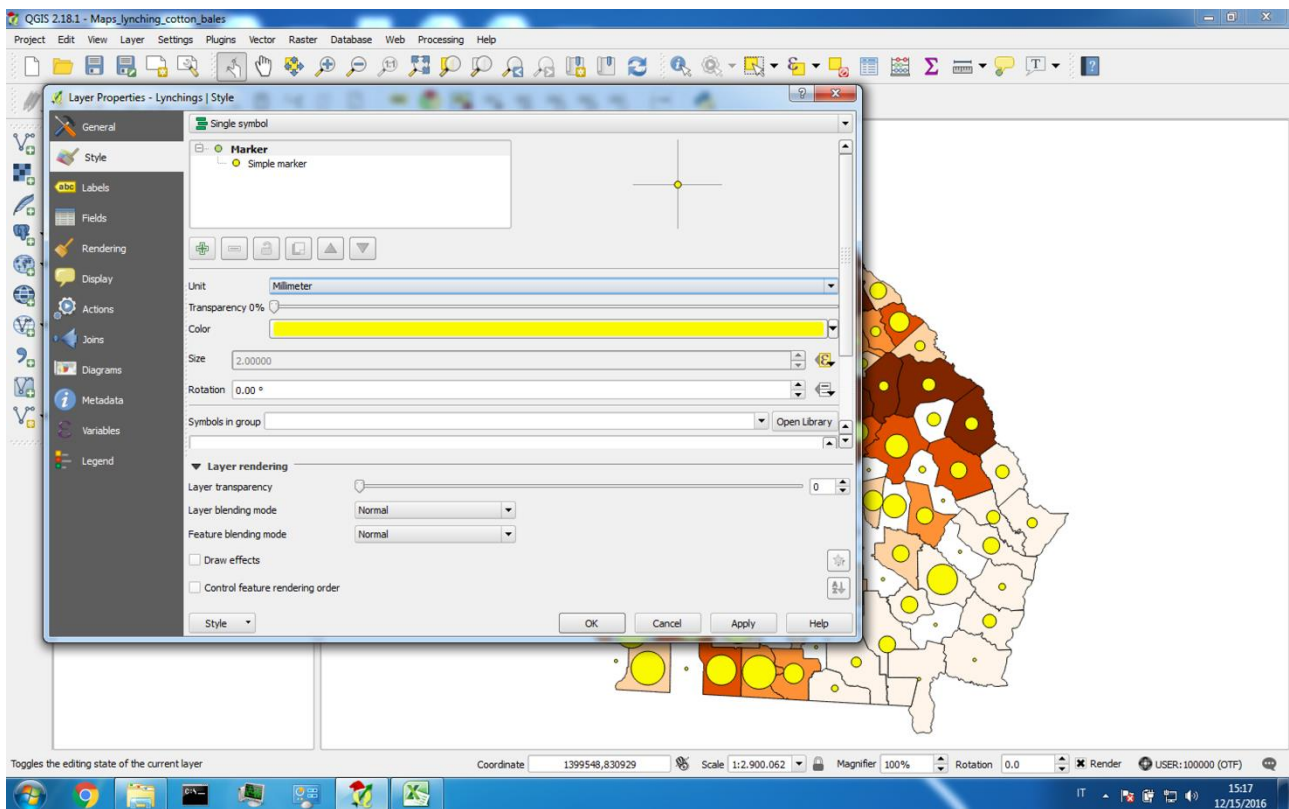 QGIS 2.18.1 - Maps_lynching_cotton_bales
Project Edit View Layer Settings Plugins Vector Raster Database Web Processing Help
Layer Properties - Lynchings | Style
General
Style
Labels
Fields
Rendering
Display
Actions
Joins
Diagrams
Metadata
Variables
Legend
Single symbol
Marker
Simple marker
Unit Millimeter
Transparency 0%
Color
Size 2.00000
Rotation 0.00 °
Symbols in group Open Library
Layer rendering
Layer transparency 0
Layer blending mode Normal
Feature blending mode Normal
Draw effects
Control feature rendering order
Style OK Cancel Apply Help
Toggles the editing state of the current layer Coordinate 1399548,830929 Scale 1:2.900.062 Magnifier 100% Rotation 0.0 Render USER:100000 (OTF)
IT 15:17
12/15/2016